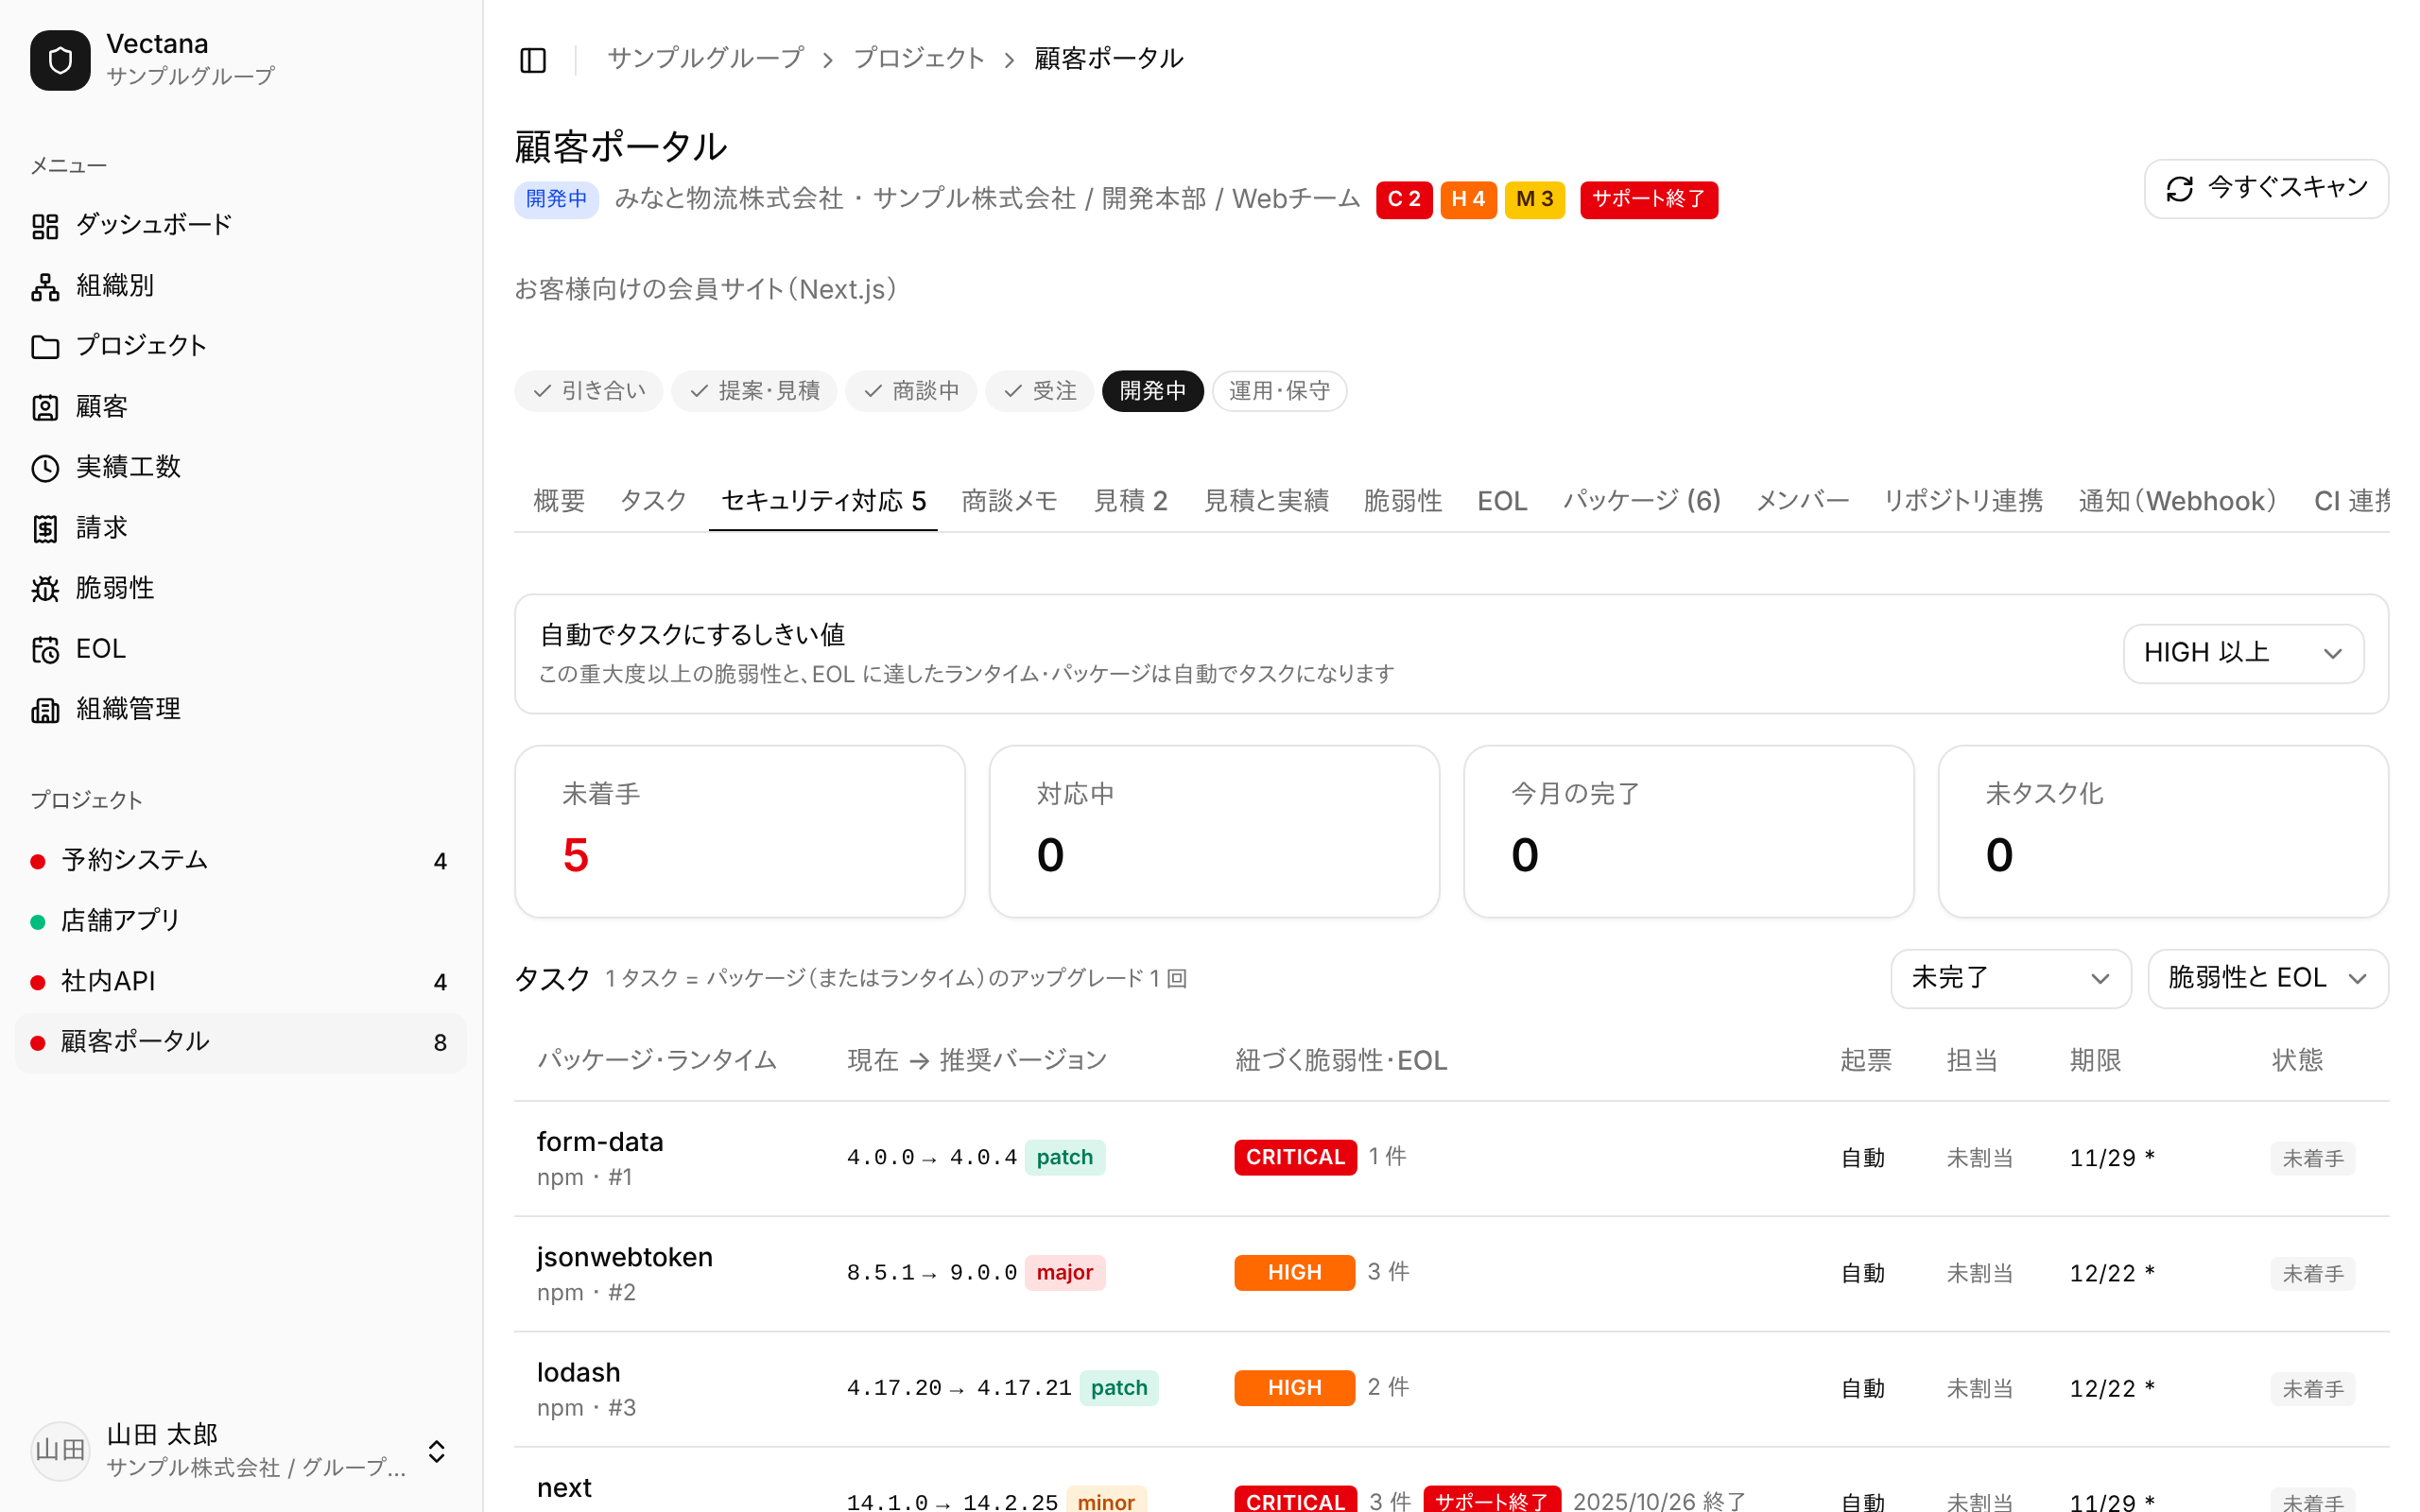 Vectana
サンプルグループ
メニュー
ダッシュボード
組織別
プロジェクト
顧客
実績工数
請求
脆弱性
EOL
組織管理
プロジェクト
予約システム 4
店舗アプリ
社内API 4
顧客ポータル 8
山田
山田 太郎
サンプル株式会社 / グループ...
サンプルグループ > プロジェクト > 顧客ポータル
顧客ポータル
開発中 みなと物流株式会社 · サンプル株式会社 / 開発本部 / Webチーム C 2 H 4 M 3 サポート終了
今すぐスキャン
お客様向けの会員サイト（Next.js）
引き合い 提案・見積 商談中 受注 開発中 運用・保守
概要 タスク セキュリティ対応 5 商談メモ 見積 2 見積と実績 脆弱性 EOL パッケージ (6) メンバー リポジトリ連携 通知（Webhook） CI 連携
自動でタスクにするしきい値
この重大度以上の脆弱性と、EOL に達したランタイム・パッケージは自動でタスクになります
HIGH 以上
未着手 対応中 今月の完了 未タスク化
5 0 0 0
タスク 1 タスク = パッケージ（またはランタイム）のアップグレード 1 回 未完了 脆弱性と EOL
パッケージ・ランタイム 現在 → 推奨バージョン 紐づく脆弱性・EOL 起票 担当 期限 状態
form-data
npm · #1
4.0.0 → 4.0.4 patch CRITICAL 1 件 自動 未割当 11/29 * 未着手
jsonwebtoken
npm · #2
8.5.1 → 9.0.0 major HIGH 3 件 自動 未割当 12/22 * 未着手
lodash
npm · #3
4.17.20 → 4.17.21 patch HIGH 2 件 自動 未割当 12/22 * 未着手
next
14.1.0 → 14.2.25 minor CRITICAL 3 件 サポート終了 2025/10/26 終了 自動 未割当 11/29 * 未着手